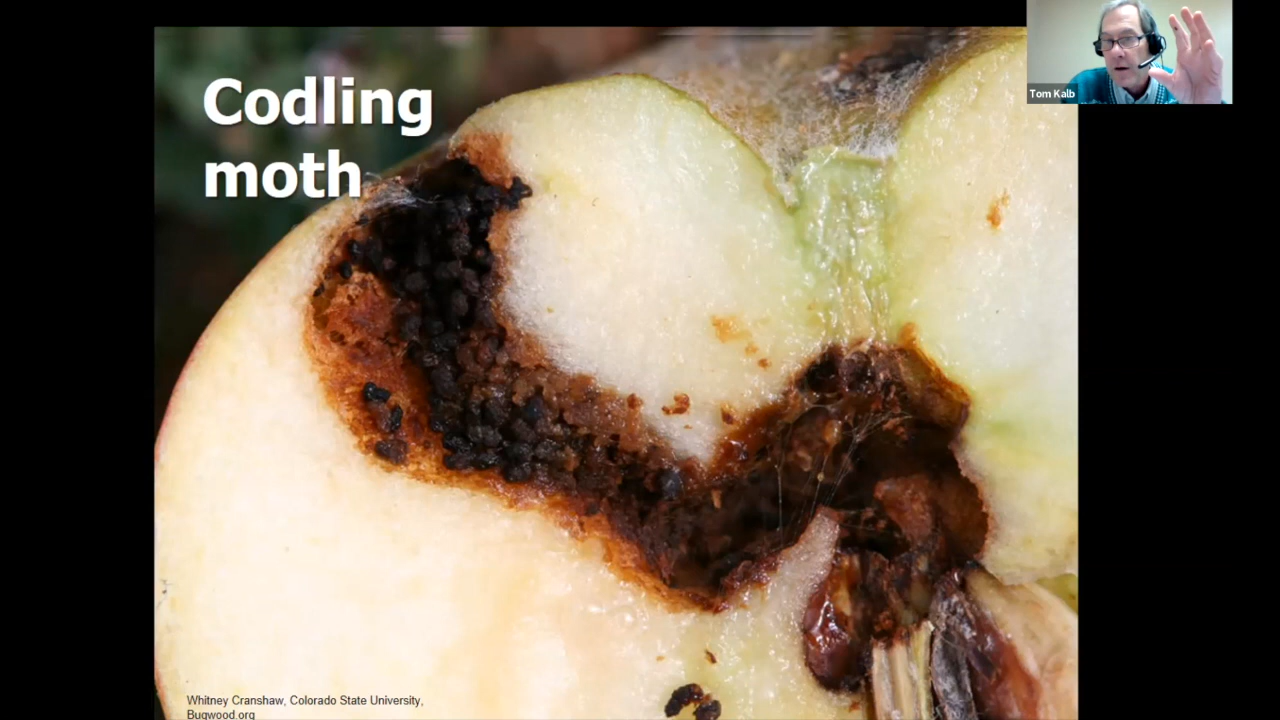 Codling
moth
Tom Kalb
Whitney Cranshaw, Colorado State University,
Bugwood.org